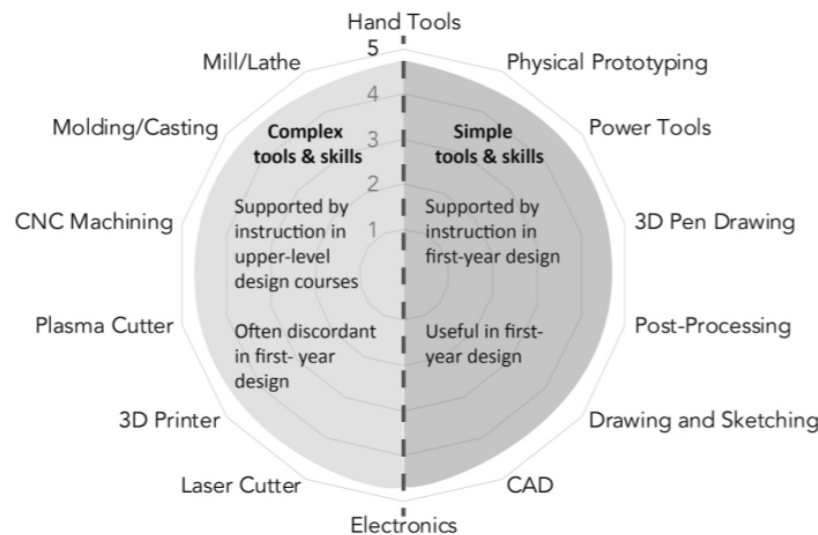 Hand Tools
5
Mill/Lathe
Physical Prototyping
4
Molding/Casting
Power Tools
Complex
tools & skills
Simple
tools & skills
3
2
Supported by
instruction in
upper-level
design courses
Supported by
instruction in
first-year design
CNC Machining
3D Pen Drawing
1
Plasma Cutter
Post-Processing
Often discordant
in first- year
design
Useful in first-
year design
3D Printer
Drawing and Sketching
Laser Cutter
CAD
Electronics